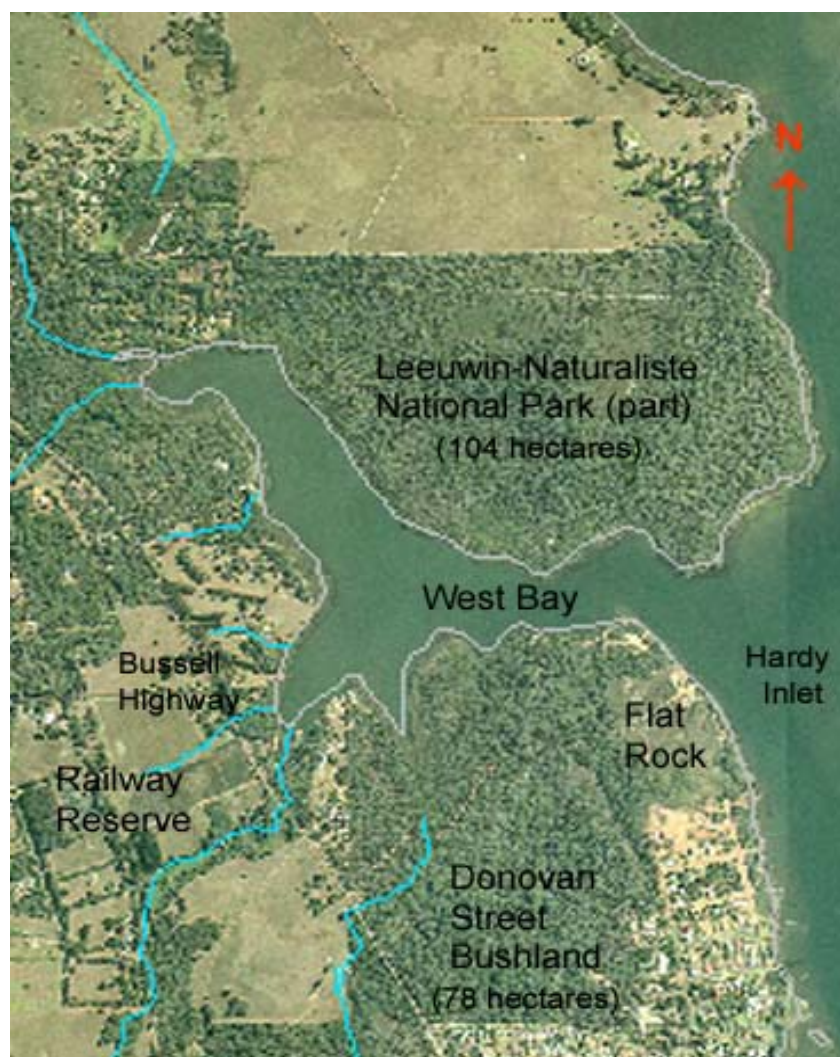 N
Leeuwin-Naturaliste
National Park (part)
(104 hectares)
West Bay
Hardy
Inlet
Bussell
Highway
Flat
Rock
Railway
Reserve
Donovan
Street
Bushland
(78 hectares)